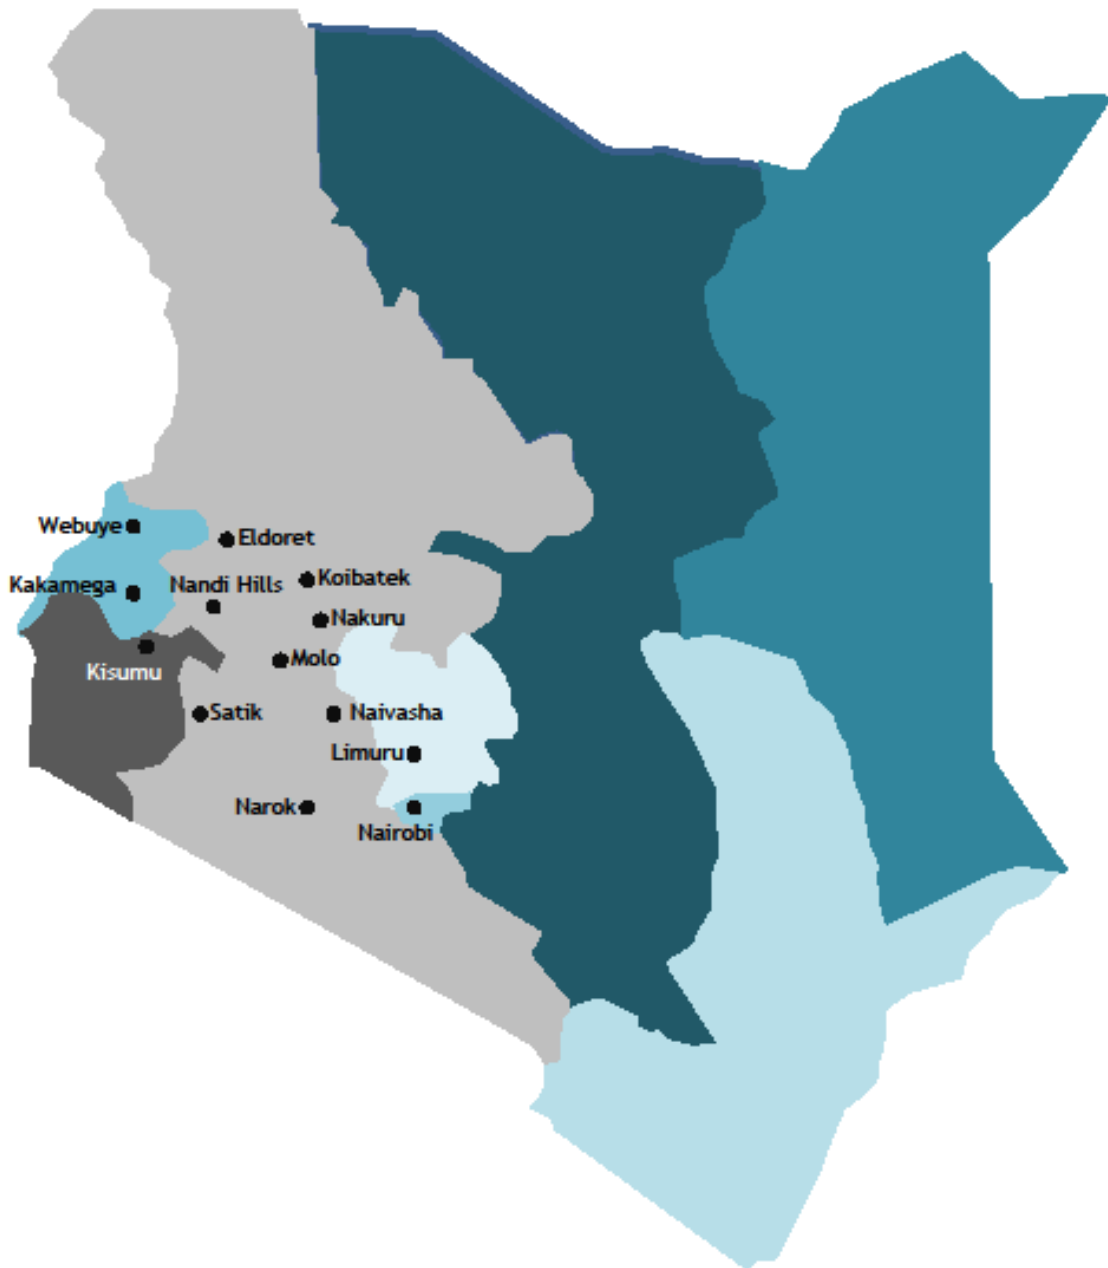 Webuye
Eldoret
Kakamega
Nandi Hills
Koibatek
Nakuru
Kisumu
Molo
Satik
Naivasha
Limuru
Narok
Nairobi